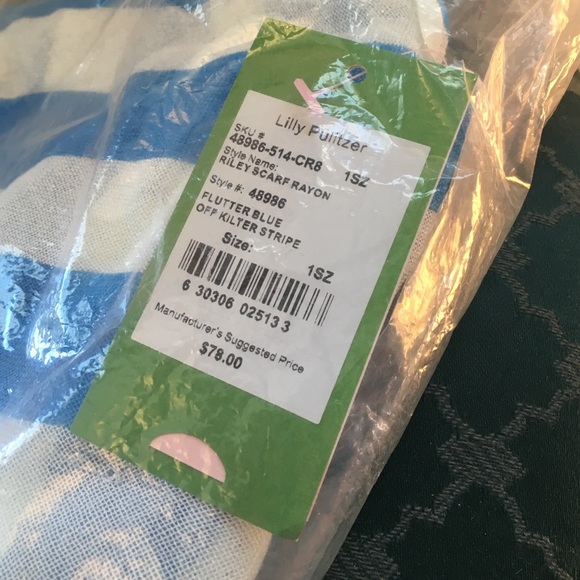 Lilly Pulitzer
SKU #
48986-514-CR8 1SZ
Style Name:
RILEY SCARF RAYON
Style #: 48986
FLUTTER BLUE
OFF KILTER STRIPE
Size: 1SZ
6 30306 02513 3
Manufacturer's Suggested Price
$78.00